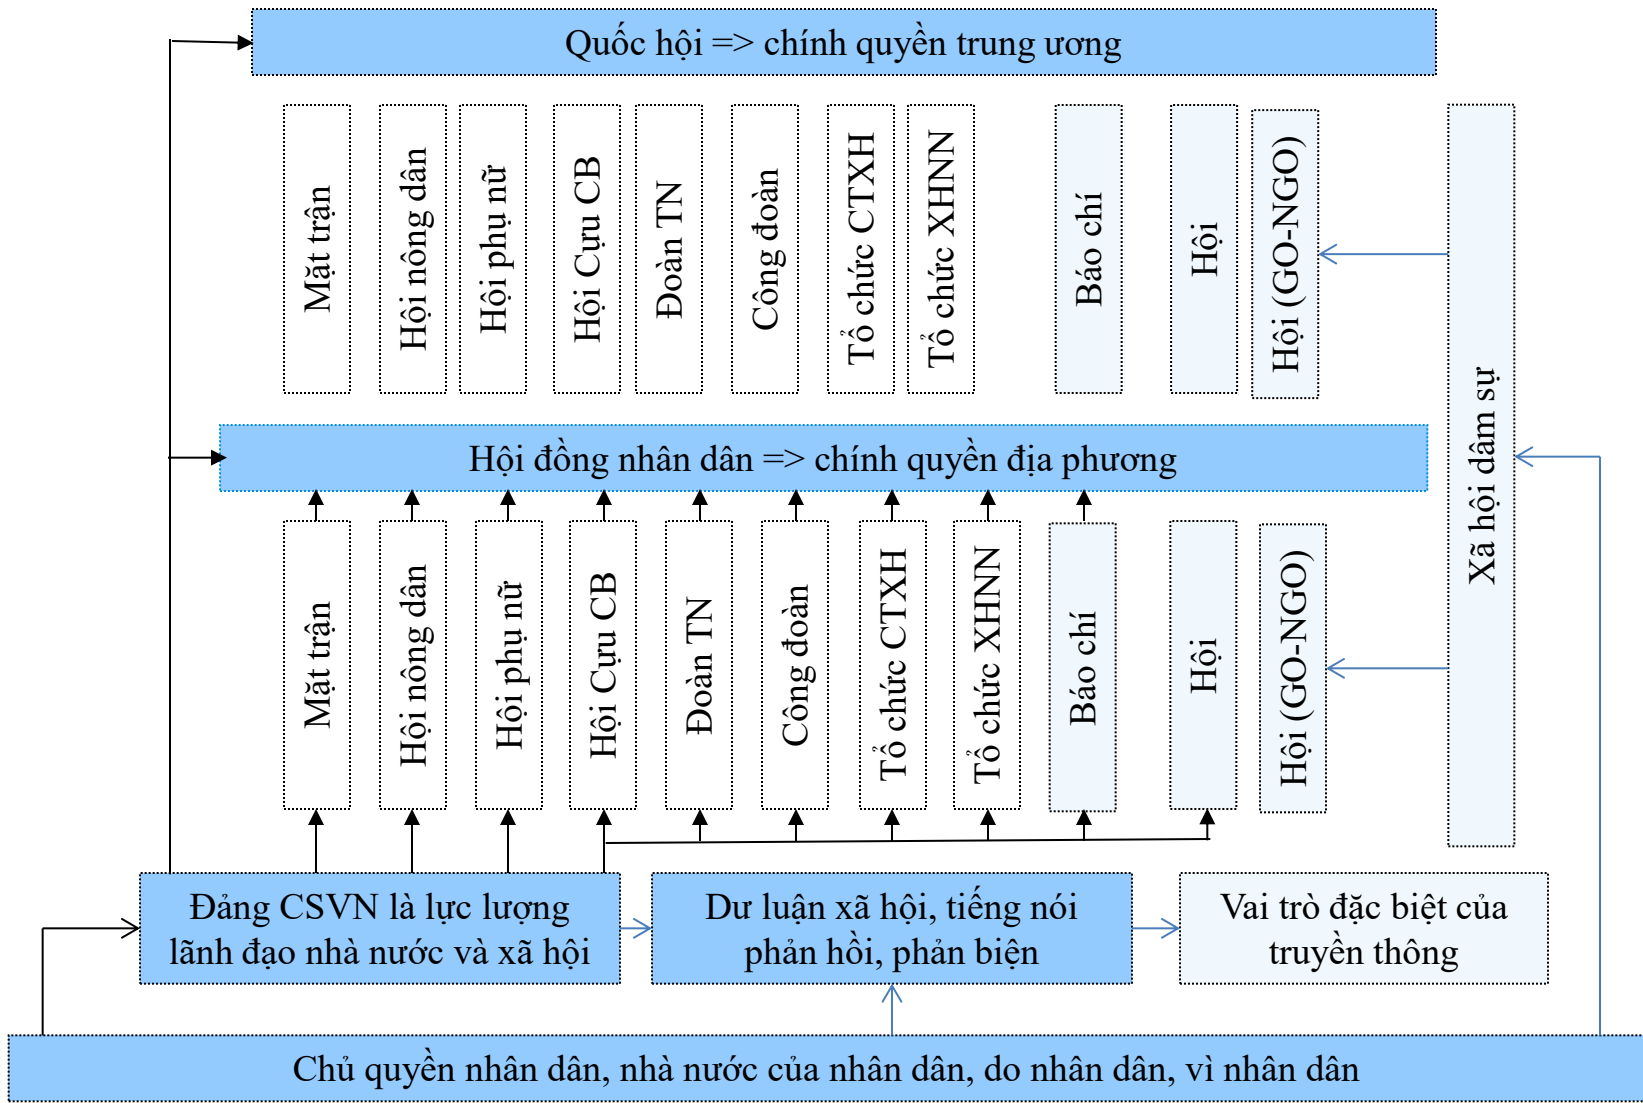 Quốc hội => chính quyền trung ương
Mặt trận
Hội nông dân
Hội phụ nữ
Hội Cựu CB
Đoàn TN
Công đoàn
Tổ chức CTXH
Tổ chức XHNN
Báo chí
Hội
Hội (GO-NGO)
Xã hội dâm sự
Hội đồng nhân dân => chính quyền địa phương
Mặt trận
Hội nông dân
Hội phụ nữ
Hội Cựu CB
Đoàn TN
Công đoàn
Tổ chức CTXH
Tổ chức XHNN
Báo chí
Hội
Hội (GO-NGO)
Đảng CSVN là lực lượng
lãnh đạo nhà nước và xã hội
Dư luận xã hội, tiếng nói
phản hồi, phản biện
Vai trò đặc biệt của
truyền thông
Chủ quyền nhân dân, nhà nước của nhân dân, do nhân dân, vì nhân dân